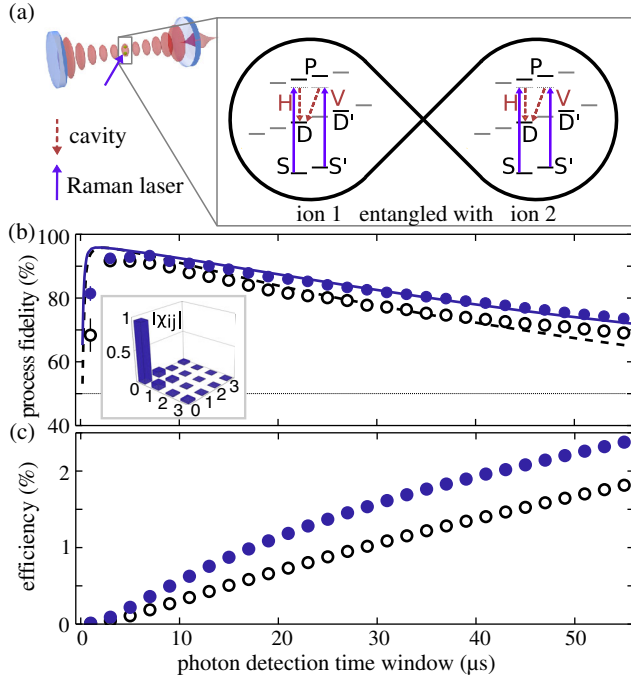 (a)
cavity
Raman laser
P P
H V H V
D D' D D'
S S' S S'
ion 1 entangled with ion 2
(b)
100
80
60
40
process fidelity (%)
|χij|
1
0.5
0
0 1 2 3
0 1 2 3
(c)
2
1
0
efficiency (%)
0 10 20 30 40 50
photon detection time window (μs)